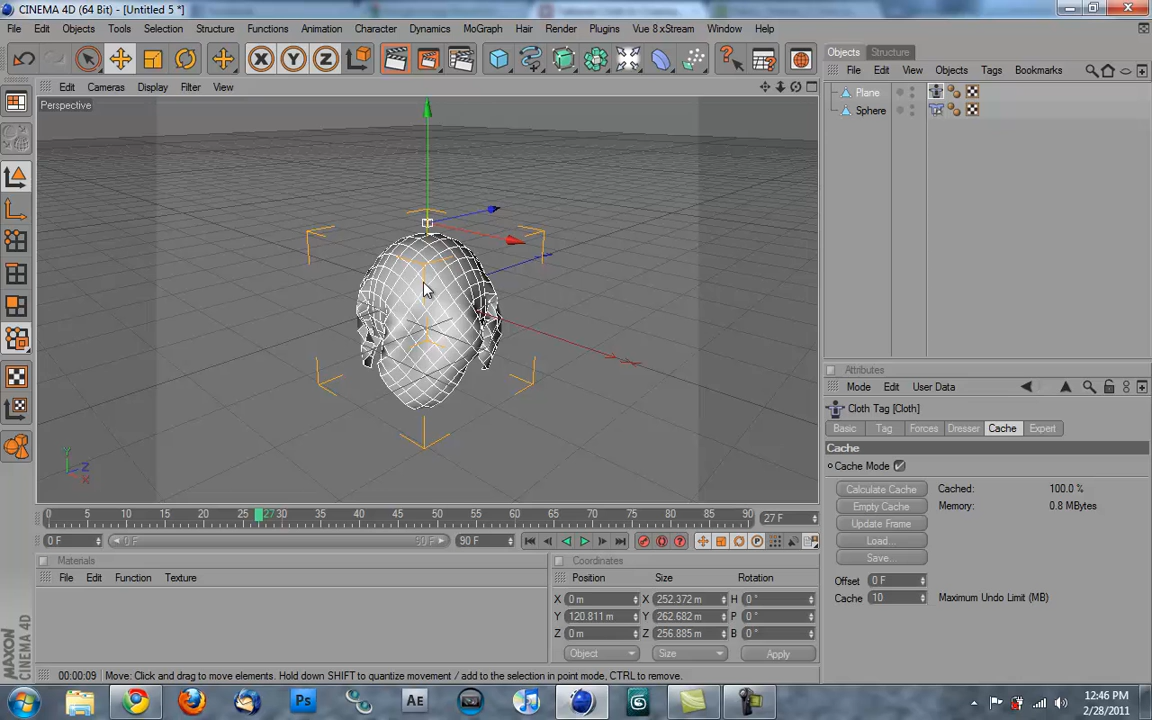 CINEMA 4D (64 Bit) - [Untitled 5 *]
File Edit Objects Tools Selection Structure Functions Animation Character Dynamics MoGraph Hair Render Plugins Vue 8 xStream Window Help
Objects Structure
File Edit View Objects Tags Bookmarks
Edit Cameras Display Filter View
Perspective
Plane
Sphere
Y
Z
X
Attributes
Mode Edit User Data
Cloth Tag [Cloth]
Basic Tag Forces Dresser Cache Expert
Cache
Cache Mode
Calculate Cache Cached: 100.0 %
Empty Cache Memory: 0.8 MBytes
Update Frame
Load...
Save...
Offset 0 F
Cache 10 Maximum Undo Limit (MB)
0 5 10 15 20 25 27 30 35 40 45 50 55 60 65 70 75 80 85 90 27 F
0 F 0 F 90 F 90 F
Materials
File Edit Function Texture
Coordinates
Position Size Rotation
X 0 m X 252.372 m H 0 °
Y 120.811 m Y 262.682 m P 0 °
Z 0 m Z 256.885 m B 0 °
Object Size Apply
MAXON
CINEMA 4D
00:00:09 Move: Click and drag to move elements. Hold down SHIFT to quantize movement / add to the selection in point mode, CTRL to remove.
Ps
AE
12:46 PM
2/28/2011